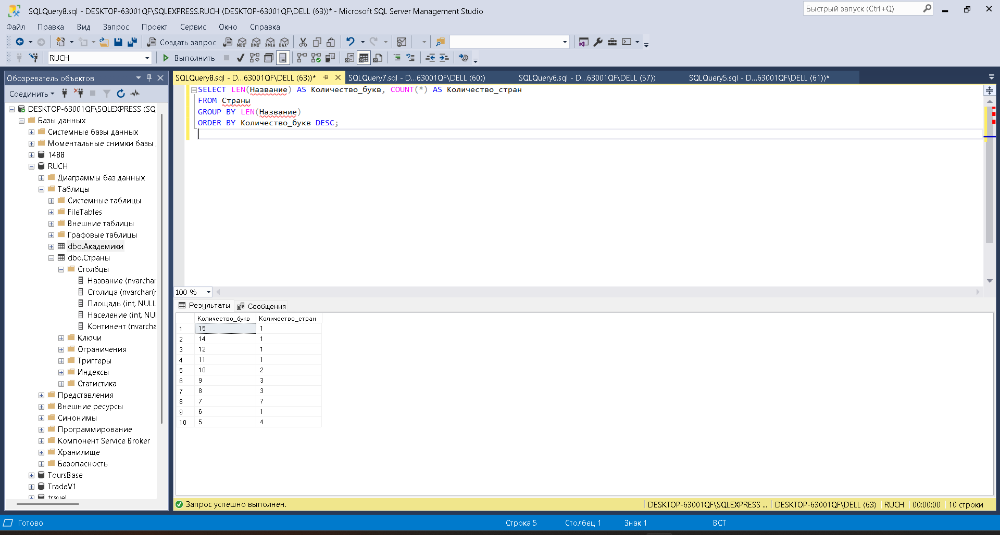 SQLQuery8.sql - DESKTOP-63001QF\SQLEXPRESS.RUCH (DESKTOP-63001QF\DELL (63))* - Microsoft SQL Server Management Studio
Быстрый запуск (Ctrl+Q)
Файл Правка Вид Запрос Проект Сервис Окно Справка
Создать запрос MDX DMX XMLA DAX
RUCH Выполнить
Обозреватель объектов
SQLQuery8.sql - D...63001QF\DELL (63))* SQLQuery7.sql - D...63001QF\DELL (60)) SQLQuery6.sql - D...63001QF\DELL (57)) SQLQuery5.sql - D...63001QF\DELL (61))*
Соединить
DESKTOP-63001QF\SQLEXPRESS (SQ
Базы данных
Системные базы данных
Моментальные снимки базы
1488
RUCH
Диаграммы баз данных
Таблицы
Системные таблицы
FileTables
Внешние таблицы
Графовые таблицы
dbo.Академики
dbo.Страны
Столбцы
Название (nvarchar
Столица (nvarchar(
Площадь (int, NULL
Население (int, NU
Континент (nvarcha
Ключи
Ограничения
Триггеры
Индексы
Статистика
Представления
Внешние ресурсы
Синонимы
Программирование
Компонент Service Broker
Хранилище
Безопасность
ToursBase
TradeV1
travel
SELECT LEN(Название) AS Количество_букв, COUNT(*) AS Количество_стран
FROM Страны
GROUP BY LEN(Название)
ORDER BY Количество_букв DESC;
100 %
Результаты Сообщения
Количество_букв Количество_стран
1 15 1
2 14 1
3 12 1
4 11 1
5 10 2
6 9 3
7 8 3
8 7 7
9 6 1
10 5 4
Запрос успешно выполнен. DESKTOP-63001QF\SQLEXPRESS ... DESKTOP-63001QF\DELL (63) RUCH 00:00:00 10 строки
Готово Строка 5 Столбец 1 Знак 1 ВСТ